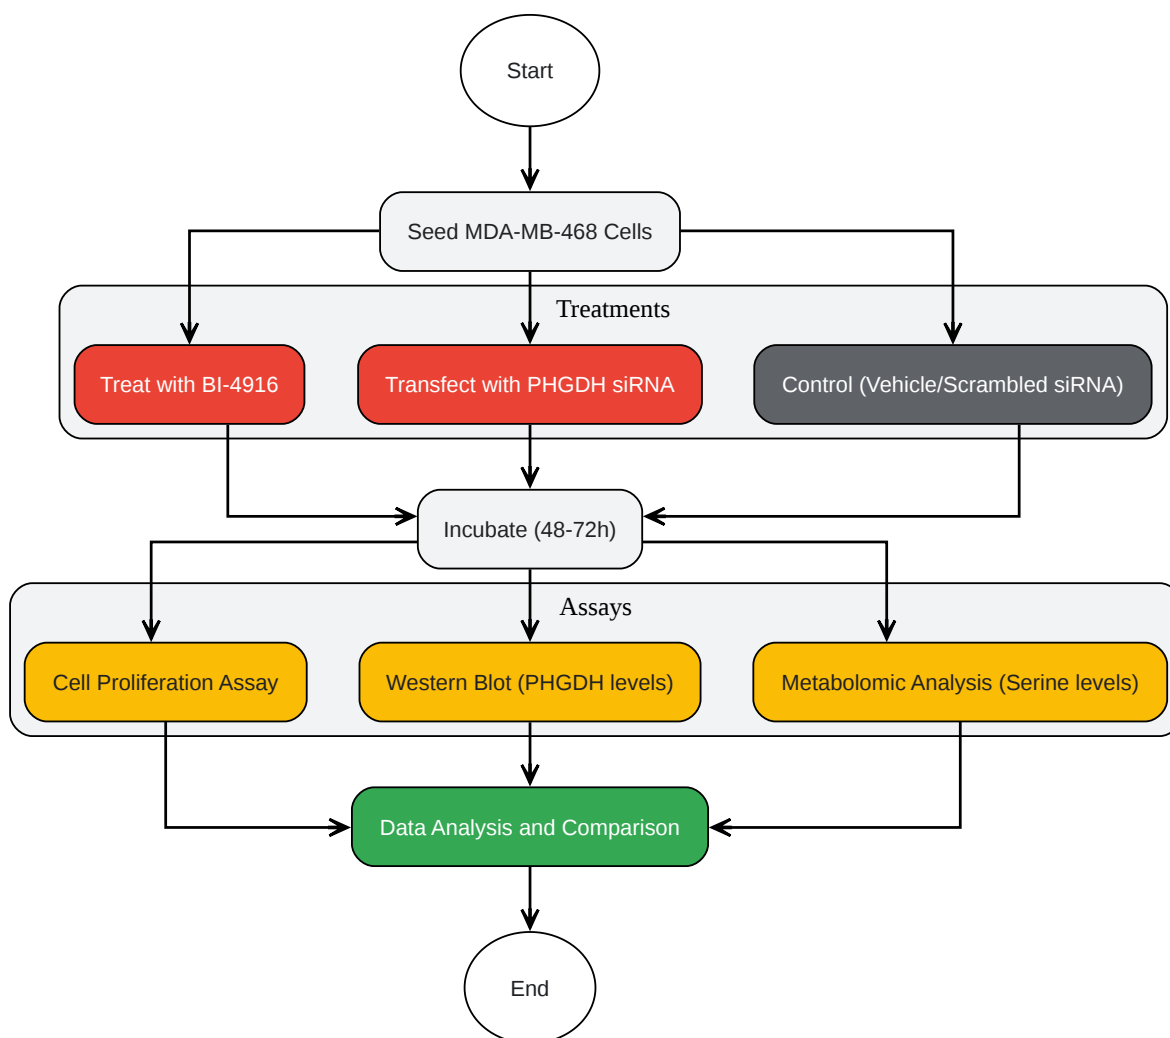 Start
Seed MDA-MB-468 Cells
Treatments
Treat with BI-4916
Transfect with PHGDH siRNA
Control (Vehicle/Scrambled siRNA)
Incubate (48-72h)
Assays
Cell Proliferation Assay
Western Blot (PHGDH levels)
Metabolomic Analysis (Serine levels)
Data Analysis and Comparison
End